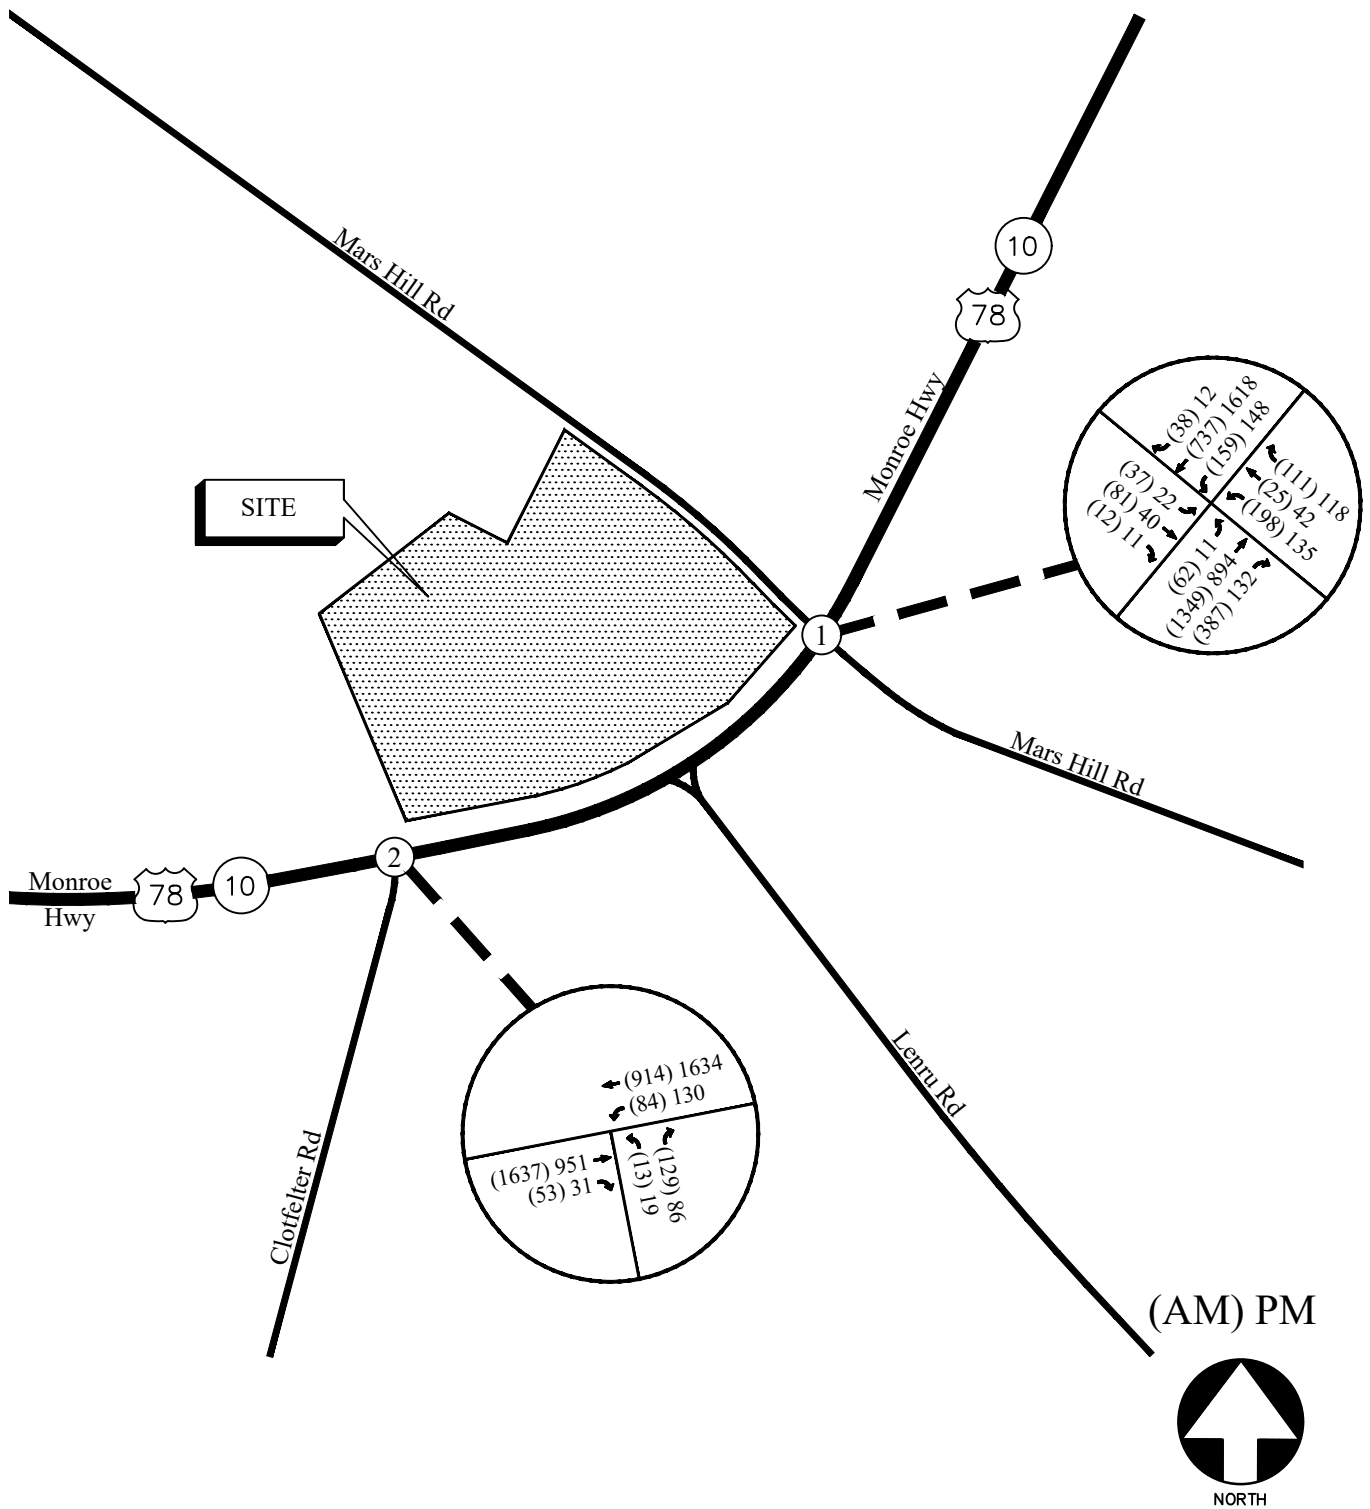 10
78
Mars Hill Rd
Monroe Hwy
(38) 12
(737) 1618
(159) 148
(37) 22
(81) 40
(12) 11
(111) 118
(25) 42
(198) 135
(62) 11
(1349) 894
(387) 132
SITE
1
Mars Hill Rd
2
Monroe
Hwy
78
10
(914) 1634
(84) 130
(1637) 951
(53) 31
(13) 19
(129) 86
Clotfelter Rd
Lenru Rd
(AM) PM
NORTH